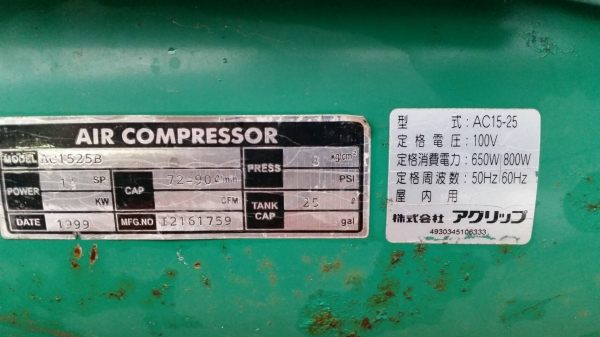 AIR COMPRESSOR
MODEL AC1525B
POWER SP KW
CAP 72-90 ℓ/min CFM
PRESS 8 kg/cm² PSI
TANK CAP 25 ℓ gal
DATE 1999
MFG.NO I2161759
型 式 : AC15-25
定格電圧 : 100V
定格消費電力 : 650W/800W
定格周波数 : 50Hz/60Hz
屋内用
株式会社 アグリップ
4930345106333